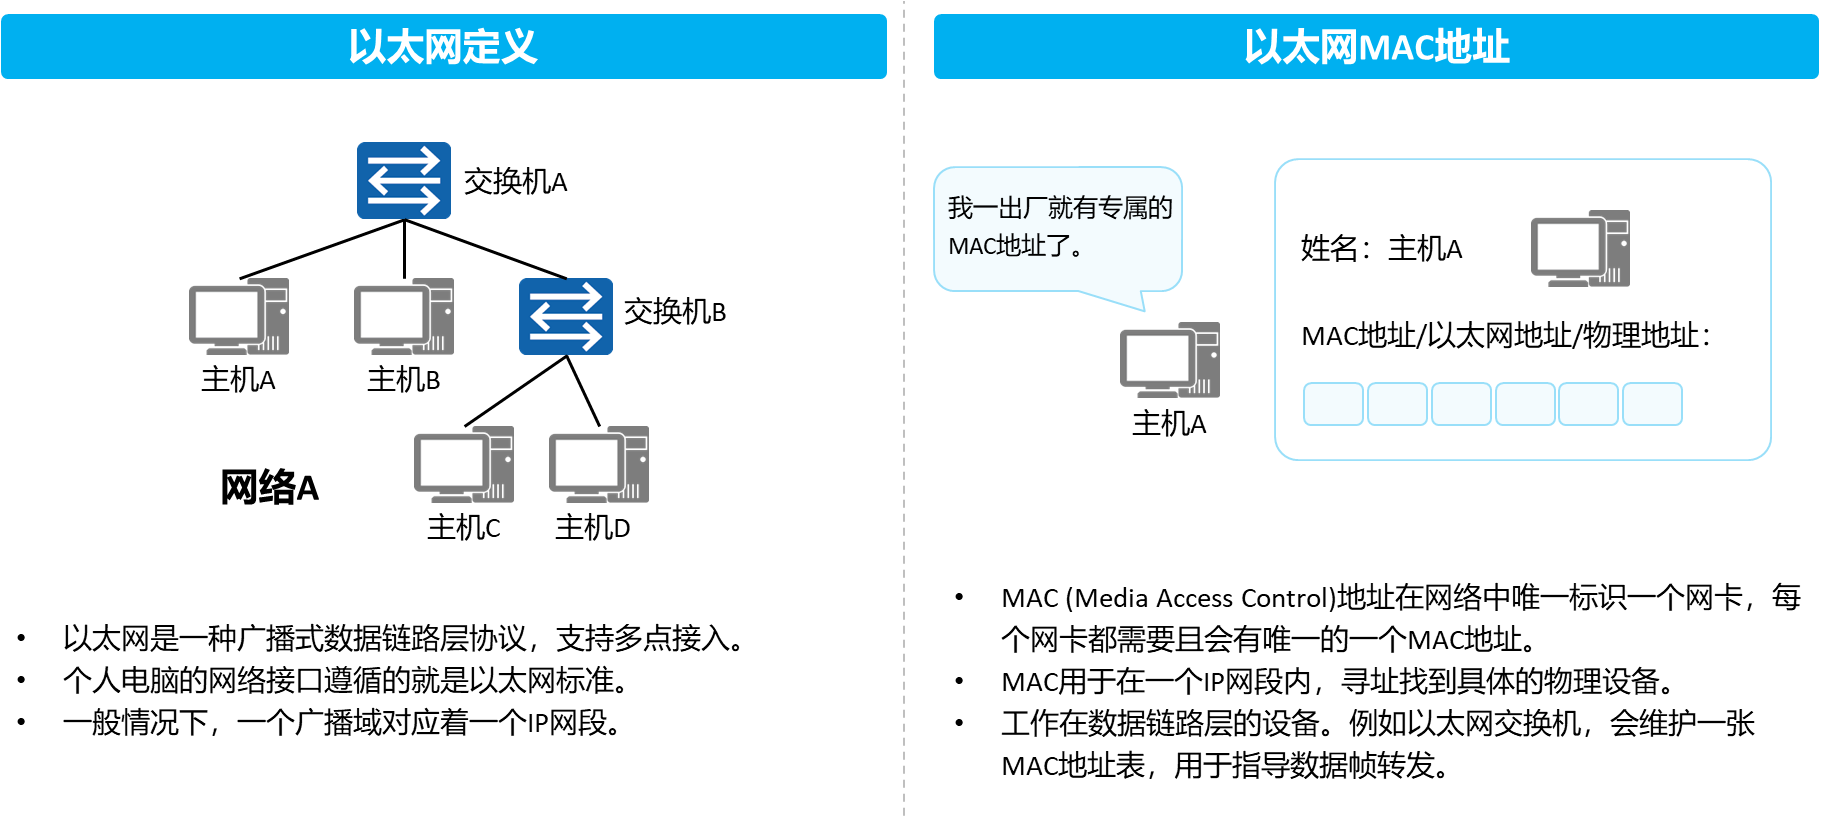 以太网定义
交换机A
交换机B
主机A
主机B
网络A
主机C
主机D
• 以太网是一种广播式数据链路层协议，支持多点接入。
• 个人电脑的网络接口遵循的就是以太网标准。
• 一般情况下，一个广播域对应着一个IP网段。
以太网MAC地址
我一出厂就有专属的
MAC地址了。
主机A
姓名：主机A
MAC地址/以太网地址/物理地址：
• MAC (Media Access Control)地址在网络中唯一标识一个网卡，每
个网卡都需要且会有唯一的一个MAC地址。
• MAC用于在一个IP网段内，寻址找到具体的物理设备。
• 工作在数据链路层的设备。例如以太网交换机，会维护一张
MAC地址表，用于指导数据帧转发。